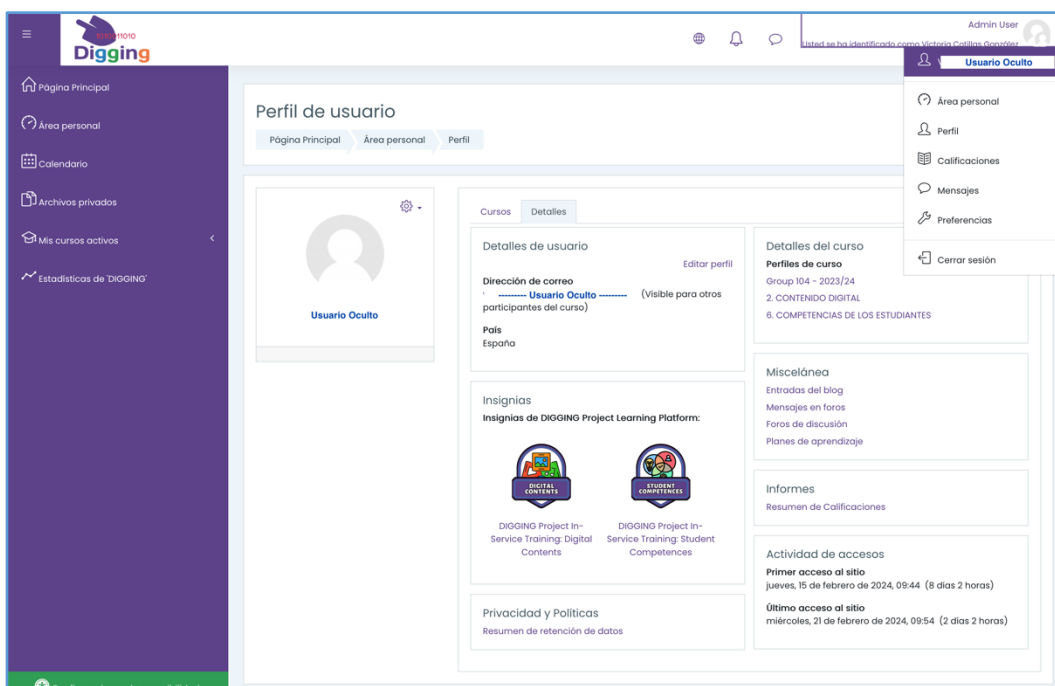 Digging
Admin User
Usted se ha identificado como Victoria Cotillas González
Usuario Oculto
Página Principal
Área personal
Calendario
Archivos privados
Mis cursos activos
Estadísticas de 'DIGGING'
Perfil de usuario
Página Principal
Área personal
Perfil
Área personal
Perfil
Calificaciones
Mensajes
Preferencias
Cerrar sesión
Usuario Oculto
Cursos
Detalles
Detalles de usuario
Editar perfil
Dirección de correo
--------- Usuario Oculto --------- (Visible para otros
participantes del curso)
País
España
Insignias
Insignias de DIGGING Project Learning Platform:
DIGITAL
CONTENTS
STUDENT
COMPETENCES
DIGGING Project In-
Service Training: Digital
Contents
DIGGING Project In-
Service Training: Student
Competences
Privacidad y Políticas
Resumen de retención de datos
Detalles del curso
Perfiles de curso
Group 104 - 2023/24
2. CONTENIDO DIGITAL
6. COMPETENCIAS DE LOS ESTUDIANTES
Miscelánea
Entradas del blog
Mensajes en foros
Foros de discusión
Planes de aprendizaje
Informes
Resumen de Calificaciones
Actividad de accesos
Primer acceso al sitio
jueves, 15 de febrero de 2024, 09:44 (8 días 2 horas)
Último acceso al sitio
miércoles, 21 de febrero de 2024, 09:54 (2 días 2 horas)